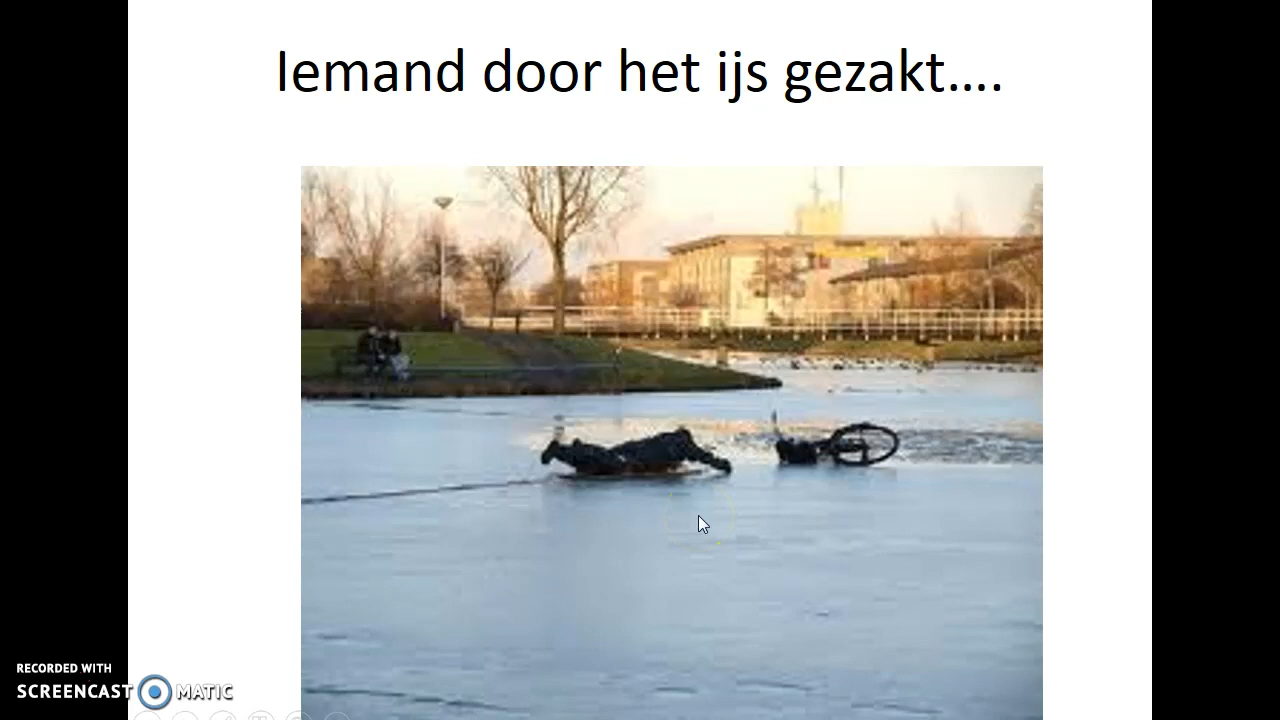 Iemand door het ijs gezakt....
RECORDED WITH
SCREENCAST MATIC